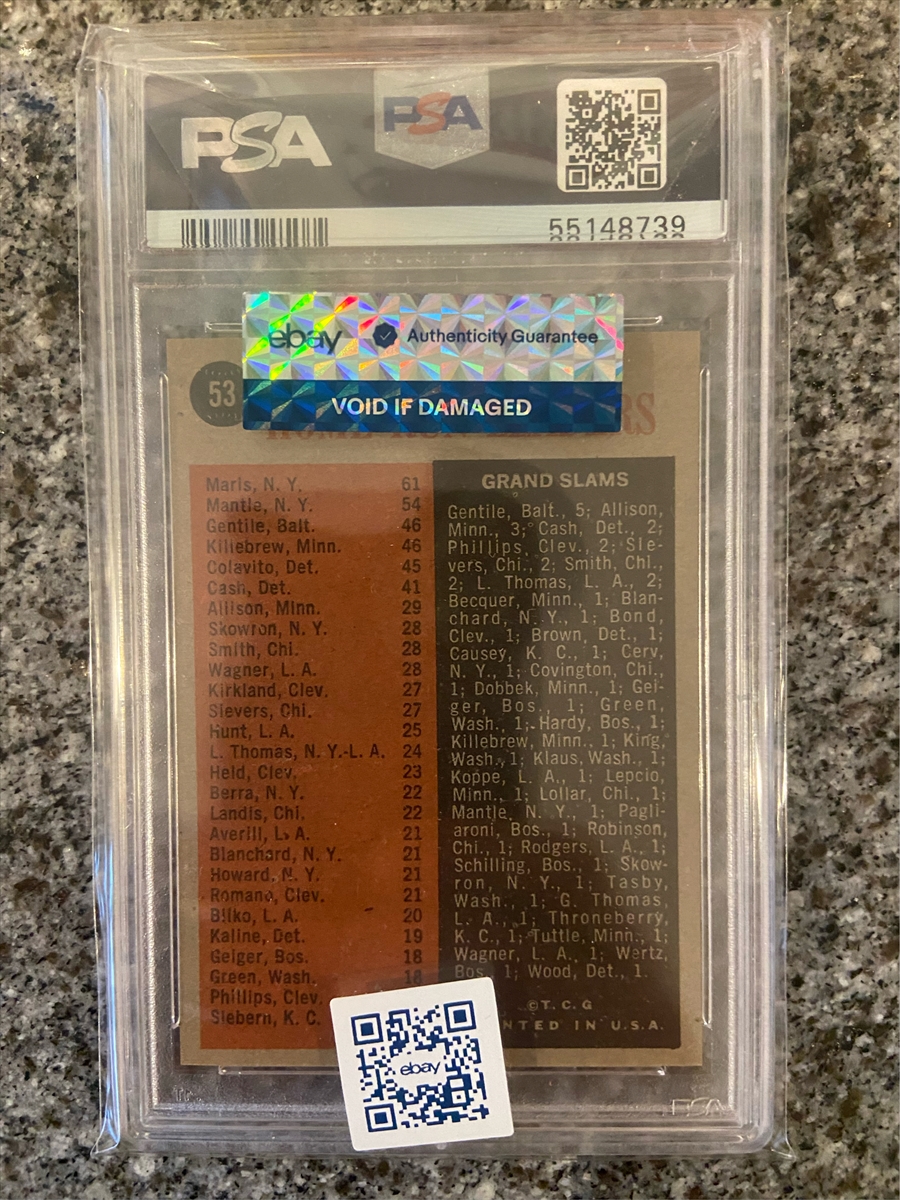 PSA
PSA
55148739
ebay Authenticity Guarantee
VOID IF DAMAGED
53
Maris, N. Y. 61
Mantle, N. Y. 54
Gentile, Balt. 46
Killebrew, Minn. 46
Colavito, Det. 45
Cash, Det. 41
Allison, Minn. 29
Skowron, N. Y. 28
Smith, Chi. 28
Wagner, L. A. 28
Kirkland, Clev. 27
Sievers, Chi. 27
Hunt, L. A. 25
L. Thomas, N. Y.-L. A. 24
Held, Clev. 23
Berra, N. Y. 22
Landis, Chi. 22
Averill, L. A. 21
Blanchard, N. Y. 21
Howard, N. Y. 21
Romano, Clev. 21
Bilko, L. A. 20
Kaline, Det. 19
Geiger, Bos. 18
Green, Wash. 18
Phillips, Clev.
Siebern, K. C.
GRAND SLAMS
Gentile, Balt., 5; Allison,
Minn., 3; Cash, Det., 2;
Phillips, Clev., 2; Sie-
vers, Chi., 2; Smith, Chi.,
2; L. Thomas, L. A., 2;
Becquer, Minn., 1; Blan-
chard, N. Y., 1; Bond,
Clev., 1; Brown, Det., 1;
Causey, K. C., 1; Cerv,
N. Y., 1; Covington, Chi.,
1; Dobbek, Minn., 1; Gei-
ger, Bos., 1; Green,
Wash., 1; Hardy, Bos., 1;
Killebrew, Minn., 1; King,
Wash., 1; Klaus, Wash., 1;
Koppe, L. A., 1; Lepcio,
Minn., 1; Lollar, Chi., 1;
Mantle, N. Y., 1; Pagli-
aroni, Bos., 1; Robinson,
Chi., 1; Rodgers, L. A., 1;
Schilling, Bos., 1; Skow-
ron, N. Y., 1; Tasby,
Wash., 1; G. Thomas,
L. A., 1; Throneberry,
K. C., 1; Tuttle, Minn., 1;
Wagner, L. A., 1; Wertz,
Bos., 1; Wood, Det., 1.
©T. C. G
IN U.S.A.
ebay
PSA